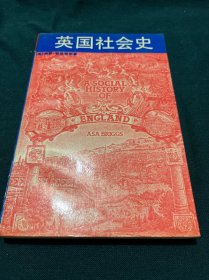 英国社会史
A SOCIAL
HISTORY
OF
ENGLAND
ASA BRIGGS